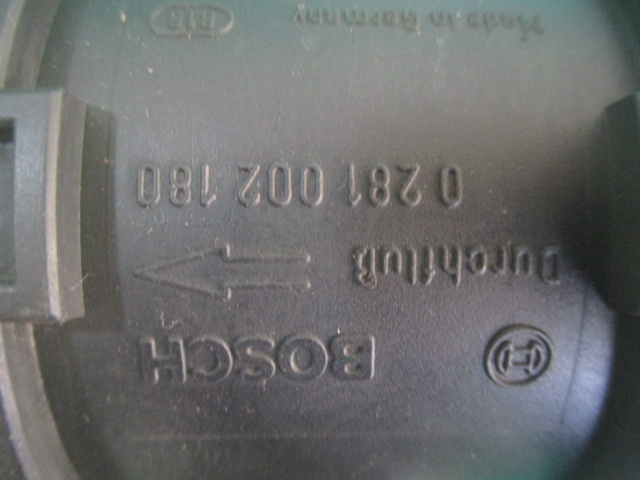 BOSCH
Durchfluß
0 281 002 180
Made in Germany